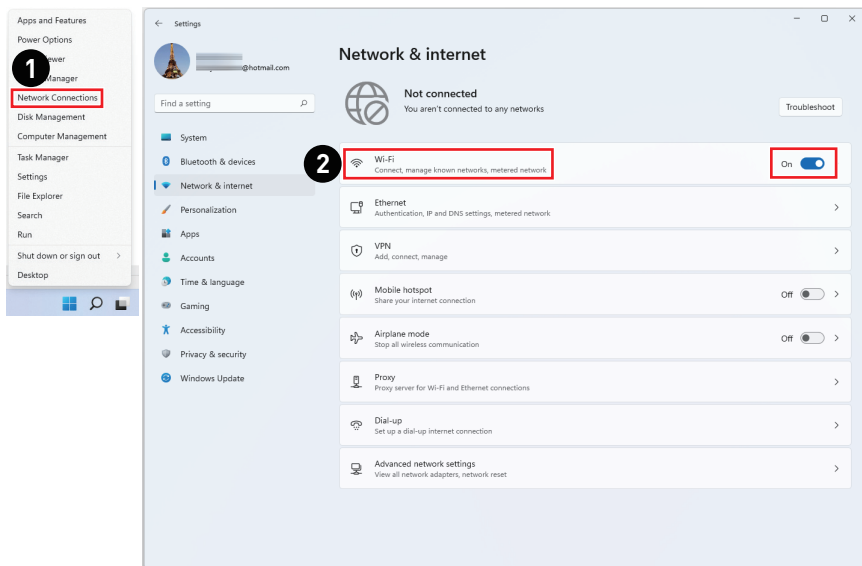 Apps and Features
Power Options
1
Network Connections
Disk Management
Computer Management
Task Manager
Settings
File Explorer
Search
Run
Shut down or sign out
Desktop
Settings
@hotmail.com
Find a setting
System
Bluetooth & devices
Network & internet
Personalization
Apps
Accounts
Time & language
Gaming
Accessibility
Privacy & security
Windows Update
Network & internet
Not connected
You aren't connected to any networks
Troubleshoot
2
Wi-Fi
Connect, manage known networks, metered network
On
Ethernet
Authentication, IP and DNS settings, metered network
VPN
Add, connect, manage
Mobile hotspot
Share your internet connection
Off
Airplane mode
Stop all wireless communication
Off
Proxy
Proxy server for Wi-Fi and Ethernet connections
Dial-up
Set up a dial-up internet connection
Advanced network settings
View all network adapters, network reset